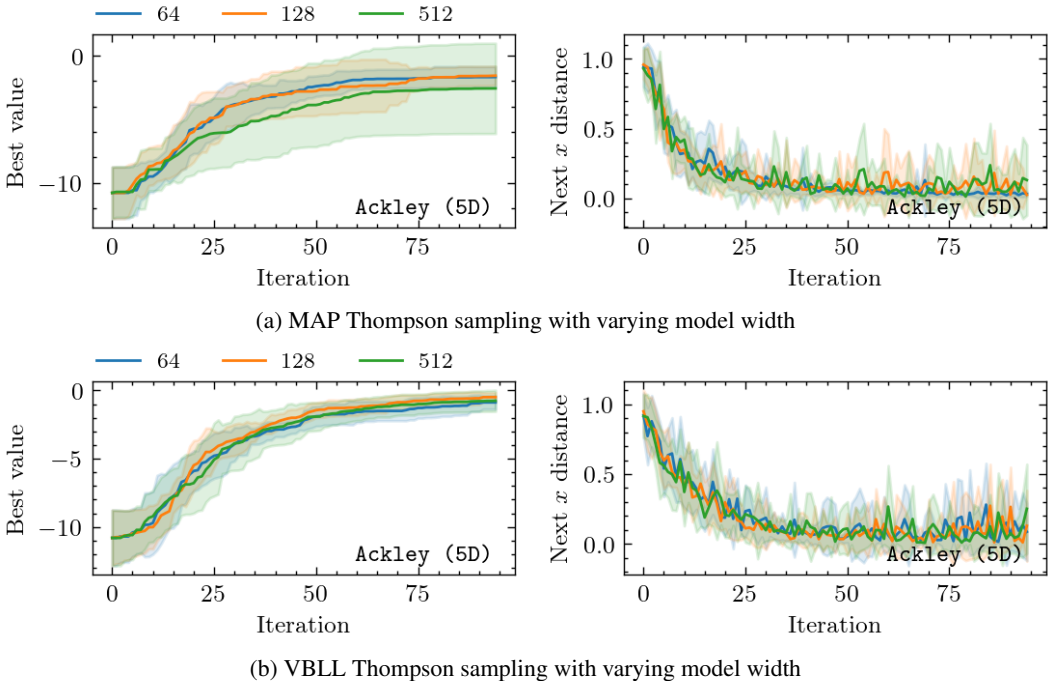 64 128 512
0
−10
Best value
Ackley (5D)
0 25 50 75
Iteration
1.0
0.5
0.0
Next x distance
Ackley (5D)
0 25 50 75
Iteration
(a) MAP Thompson sampling with varying model width
64 128 512
0
−5
−10
Best value
Ackley (5D)
0 25 50 75
Iteration
1.0
0.5
0.0
Next x distance
Ackley (5D)
0 25 50 75
Iteration
(b) VBLL Thompson sampling with varying model width